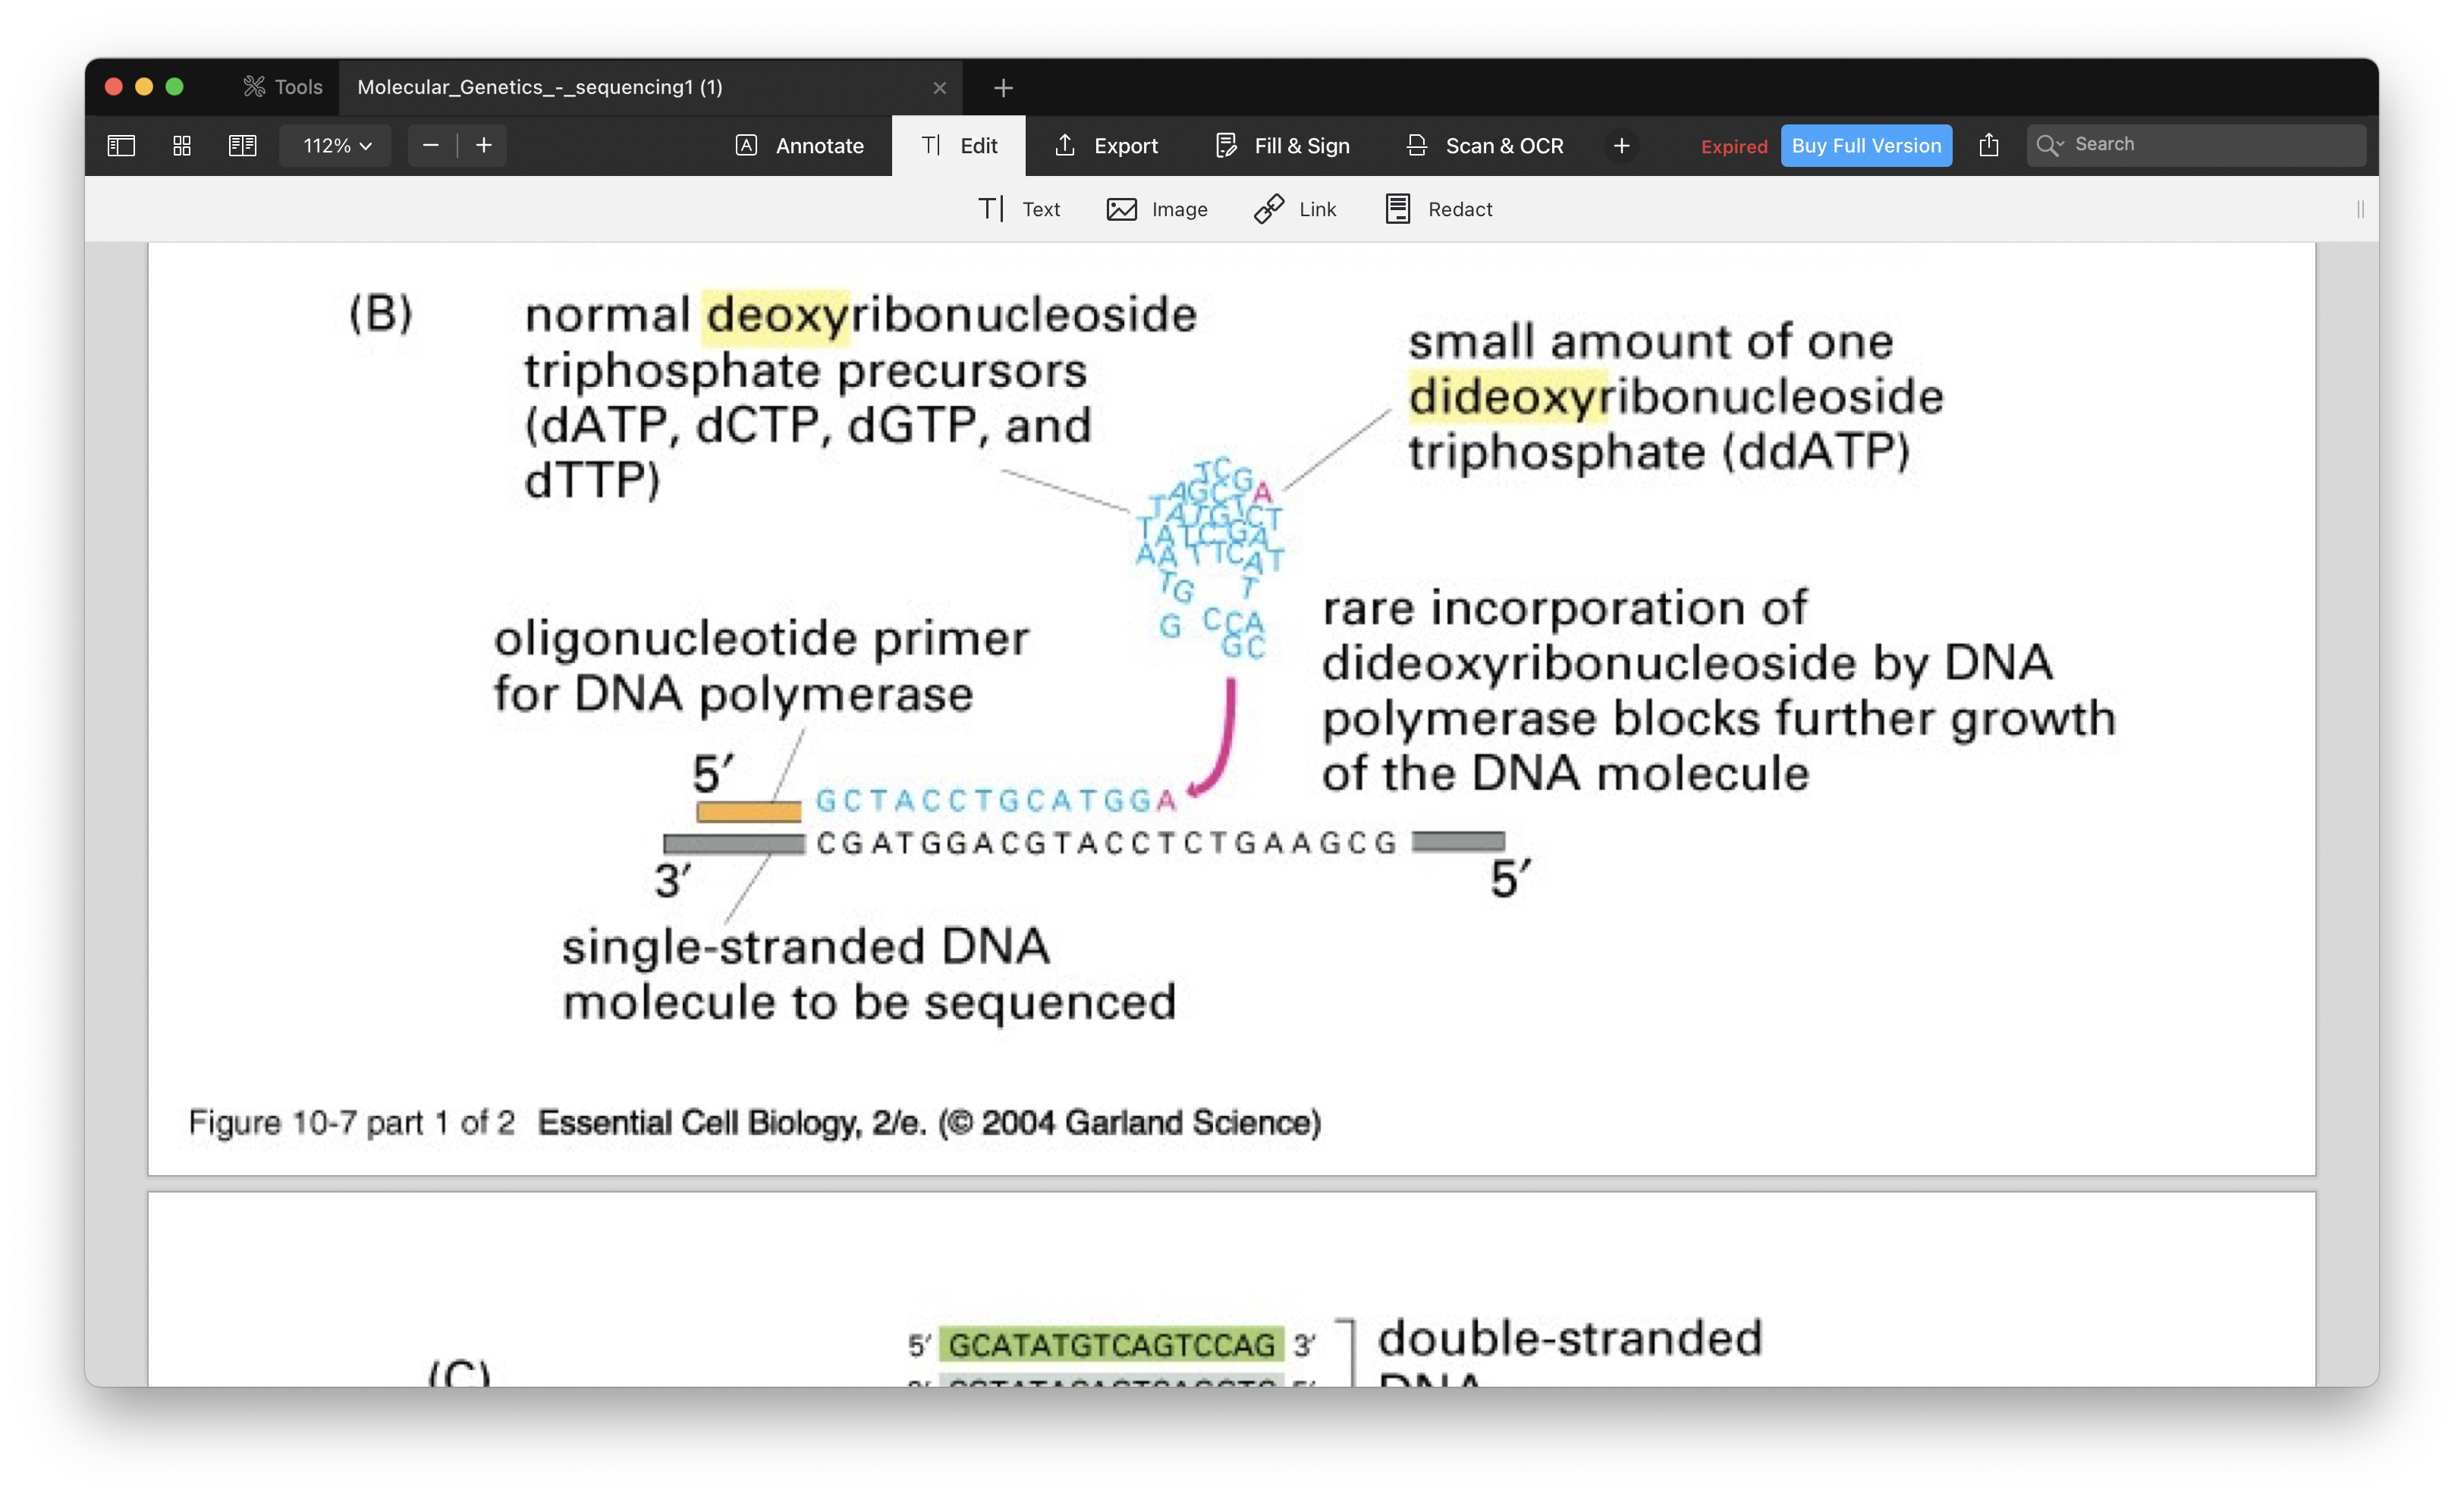 Tools
Molecular_Genetics_-_sequencing1 (1)
112%
Annotate
Edit
Export
Fill & Sign
Scan & OCR
Expired
Buy Full Version
Search
Text
Image
Link
Redact
(B)
normal deoxyribonucleoside
triphosphate precursors
(dATP, dCTP, dGTP, and
dTTP)
small amount of one
dideoxyribonucleoside
triphosphate (ddATP)
oligonucleotide primer
for DNA polymerase
rare incorporation of
dideoxyribonucleoside by DNA
polymerase blocks further growth
of the DNA molecule
5′
GCTACCTGCATGGA
CGATGGACGTACCTCTGAAGCG
3′
5′
single-stranded DNA
molecule to be sequenced
Figure 10-7 part 1 of 2 Essential Cell Biology, 2/e. (© 2004 Garland Science)
(C)
5′ GCATATGTCAGTCCAG 3′
double-stranded
DNA